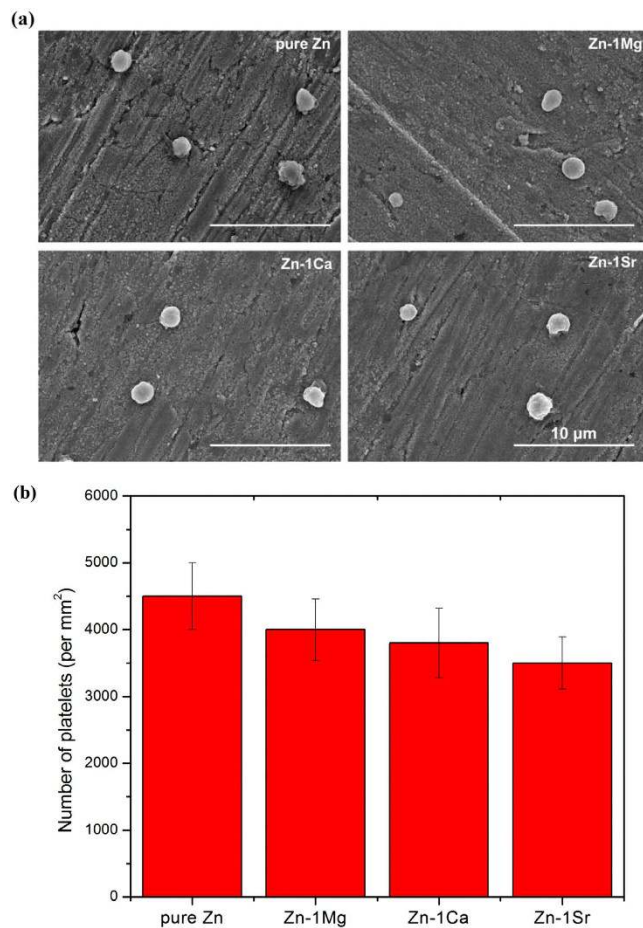 (a)
pure Zn
Zn-1Mg
Zn-1Ca
Zn-1Sr
10 µm
(b)
Number of platelets (per mm²)
6000
5000
4000
3000
2000
1000
0
pure Zn
Zn-1Mg
Zn-1Ca
Zn-1Sr